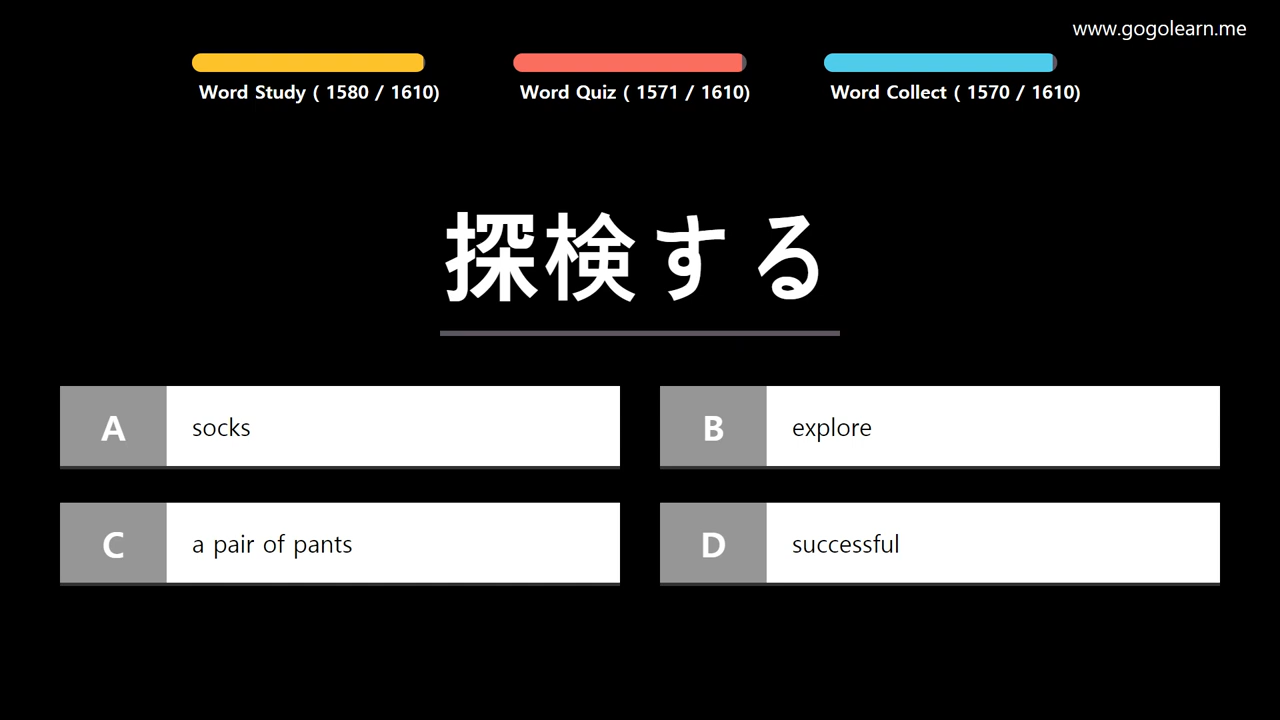 www.gogolearn.me
Word Study ( 1580 / 1610)
Word Quiz ( 1571 / 1610)
Word Collect ( 1570 / 1610)
探検する
A socks
B explore
C a pair of pants
D successful